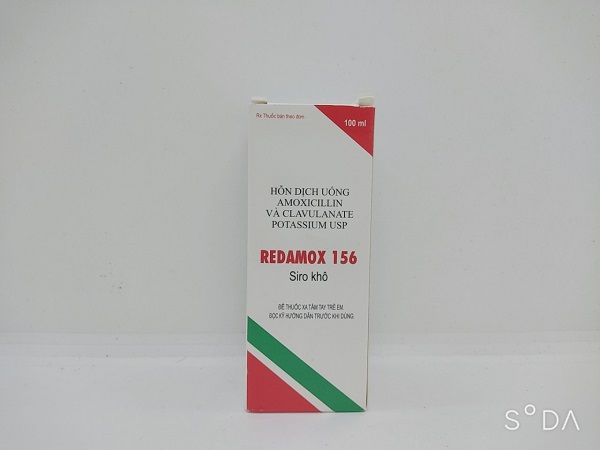 Rx Thuốc bán theo đơn
100 ml
HỖN DỊCH UỐNG
AMOXICILLIN
VÀ CLAVULANATE
POTASSIUM USP
REDAMOX 156
Siro khô
ĐỂ THUỐC XA TẦM TAY TRẺ EM.
ĐỌC KỸ HƯỚNG DẪN TRƯỚC KHI DÙNG.
SODA